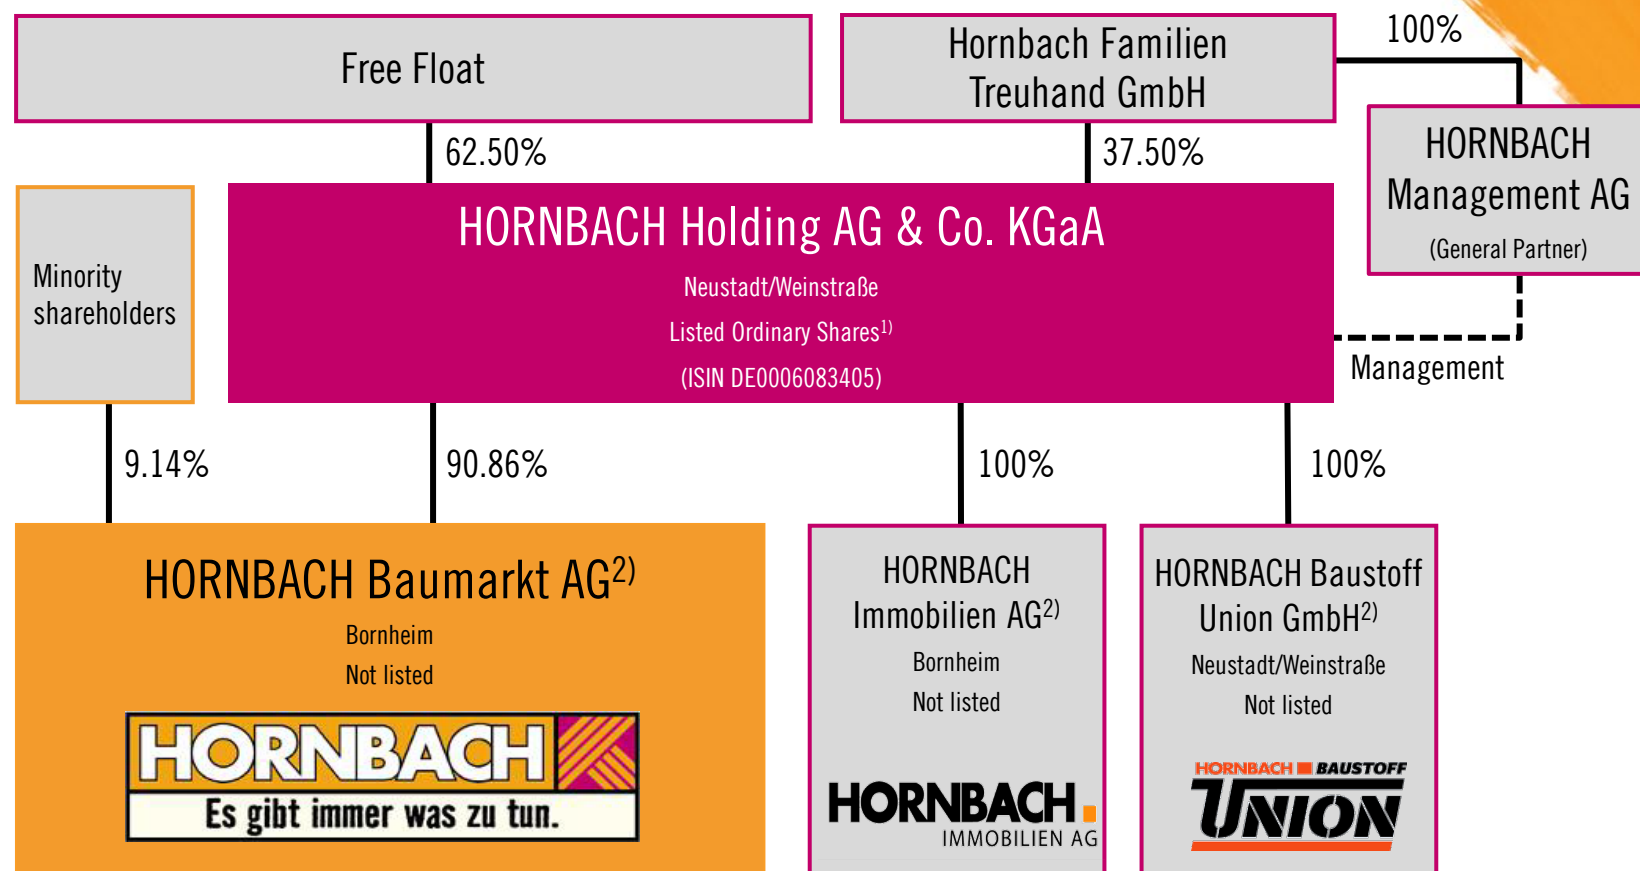 Free Float
Hornbach Familien
Treuhand GmbH
100%
62.50%
37.50%
HORNBACH
Management AG
(General Partner)
Minority
shareholders
HORNBACH Holding AG & Co. KGaA
Neustadt/Weinstraße
Listed Ordinary Shares1)
(ISIN DE0006083405)
Management
9.14%
90.86%
100%
100%
HORNBACH Baumarkt AG2)
Bornheim
Not listed
HORNBACH
Es gibt immer was zu tun.
HORNBACH
Immobilien AG2)
Bornheim
Not listed
HORNBACH
IMMOBILIEN AG
HORNBACH Baustoff
Union GmbH2)
Neustadt/Weinstraße
Not listed
HORNBACH BAUSTOFF
UNION